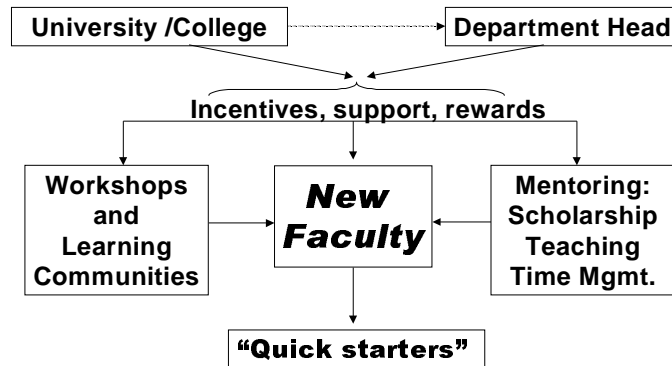 University /College
Department Head
Incentives, support, rewards
Workshops
and
Learning
Communities
New
Faculty
Mentoring:
Scholarship
Teaching
Time Mgmt.
“Quick starters”